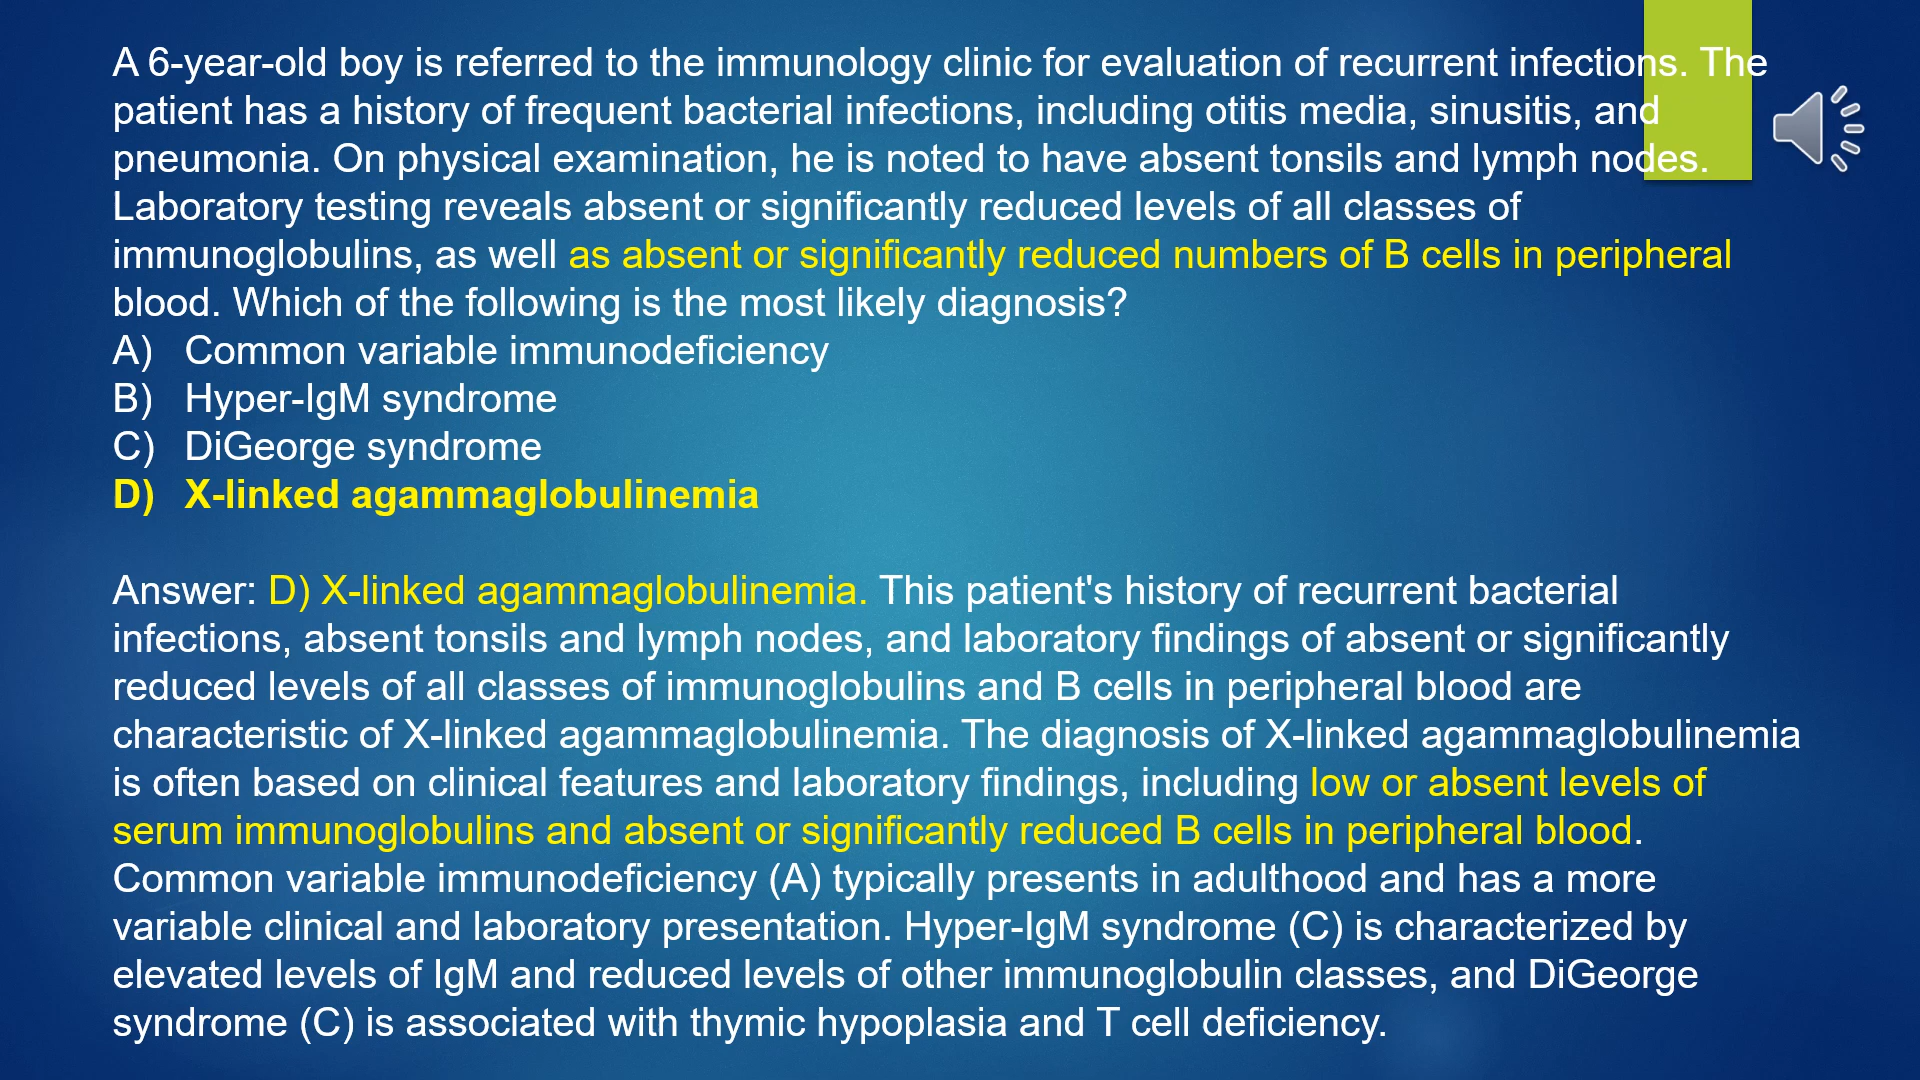 A 6-year-old boy is referred to the immunology clinic for evaluation of recurrent infections. The
patient has a history of frequent bacterial infections, including otitis media, sinusitis, and
pneumonia. On physical examination, he is noted to have absent tonsils and lymph nodes.
Laboratory testing reveals absent or significantly reduced levels of all classes of
immunoglobulins, as well as absent or significantly reduced numbers of B cells in peripheral
blood. Which of the following is the most likely diagnosis?
A) Common variable immunodeficiency
B) Hyper-IgM syndrome
C) DiGeorge syndrome
D) X-linked agammaglobulinemia
Answer: D) X-linked agammaglobulinemia. This patient's history of recurrent bacterial
infections, absent tonsils and lymph nodes, and laboratory findings of absent or significantly
reduced levels of all classes of immunoglobulins and B cells in peripheral blood are
characteristic of X-linked agammaglobulinemia. The diagnosis of X-linked agammaglobulinemia
is often based on clinical features and laboratory findings, including low or absent levels of
serum immunoglobulins and absent or significantly reduced B cells in peripheral blood.
Common variable immunodeficiency (A) typically presents in adulthood and has a more
variable clinical and laboratory presentation. Hyper-IgM syndrome (C) is characterized by
elevated levels of IgM and reduced levels of other immunoglobulin classes, and DiGeorge
syndrome (C) is associated with thymic hypoplasia and T cell deficiency.